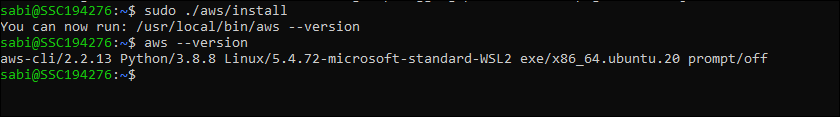 sabi@SSC194276:~$ sudo ./aws/install
You can now run: /usr/local/bin/aws --version
sabi@SSC194276:~$ aws --version
aws-cli/2.2.13 Python/3.8.8 Linux/5.4.72-microsoft-standard-WSL2 exe/x86_64.ubuntu.20 prompt/off
sabi@SSC194276:~$